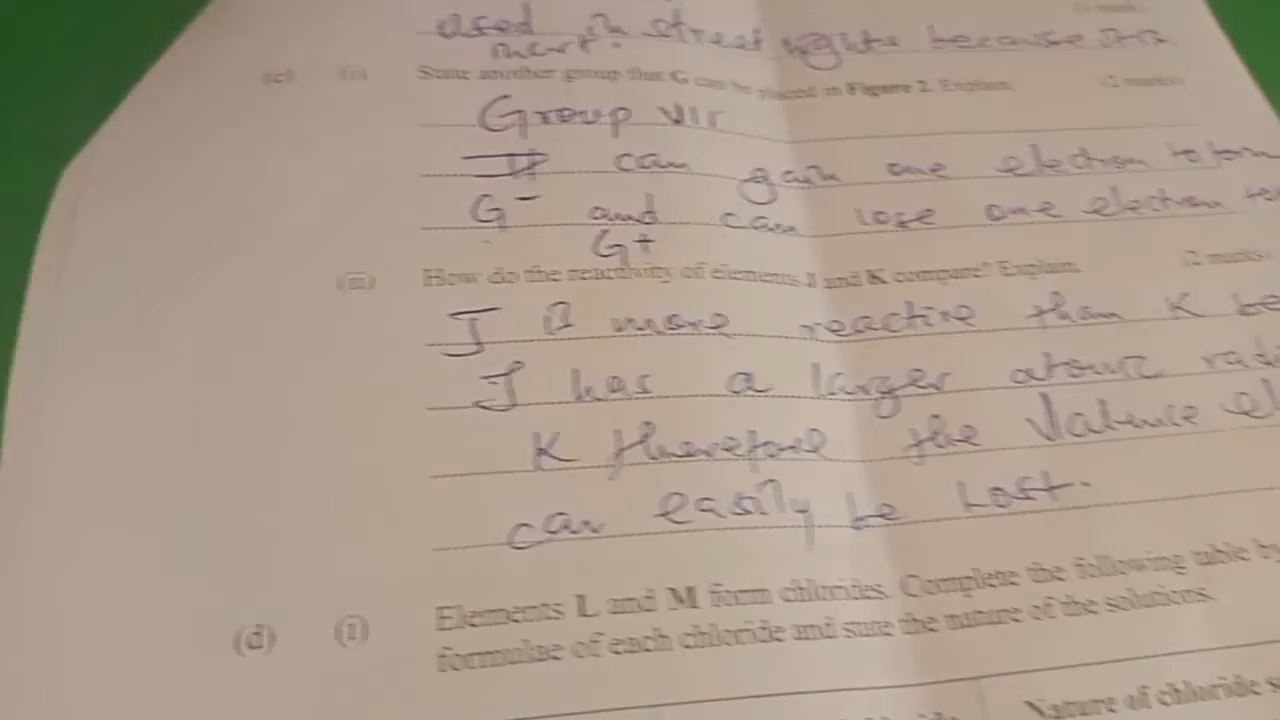 used in street lights because it is
inert.
(c) (i) State another group that G can be placed in Figure 2. Explain. (2 marks)
Group VII
It can gain one electron to form
G⁻ and can lose one electron to
G+
(ii) How do the reactivity of elements J and K compare? Explain. (2 marks)
J is more reactive than K be
J has a larger atomic rad
K therefore the valence el
can easily be lost.
(d) (i) Elements L and M form chlorides. Complete the following table by
formulae of each chloride and state the nature of the solutions.
Nature of chloride s